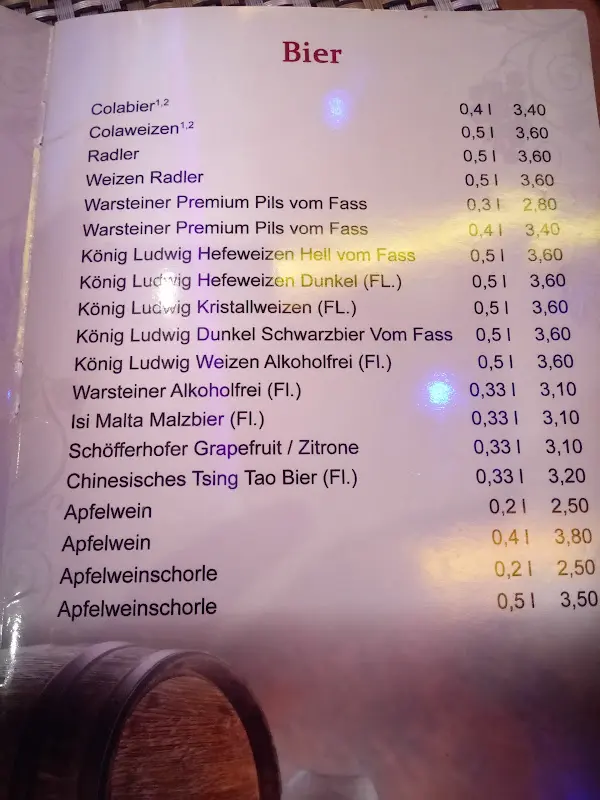 Bier
Colabier1,2 0,4 l 3,40
Colaweizen1,2 0,5 l 3,60
Radler 0,5 l 3,60
Weizen Radler 0,5 l 3,60
Warsteiner Premium Pils vom Fass 0,3 l 2,80
Warsteiner Premium Pils vom Fass 0,4 l 3,40
König Ludwig Hefeweizen Hell vom Fass 0,5 l 3,60
König Ludwig Hefeweizen Dunkel (FL.) 0,5 l 3,60
König Ludwig Kristallweizen (FL.) 0,5 l 3,60
König Ludwig Dunkel Schwarzbier Vom Fass 0,5 l 3,60
König Ludwig Weizen Alkoholfrei (Fl.) 0,5 l 3,60
Warsteiner Alkoholfrei (Fl.) 0,33 l 3,10
Isi Malta Malzbier (Fl.) 0,33 l 3,10
Schöfferhofer Grapefruit / Zitrone 0,33 l 3,10
Chinesisches Tsing Tao Bier (Fl.) 0,33 l 3,20
Apfelwein 0,2 l 2,50
Apfelwein 0,4 l 3,80
Apfelweinschorle 0,2 l 2,50
Apfelweinschorle 0,5 l 3,50